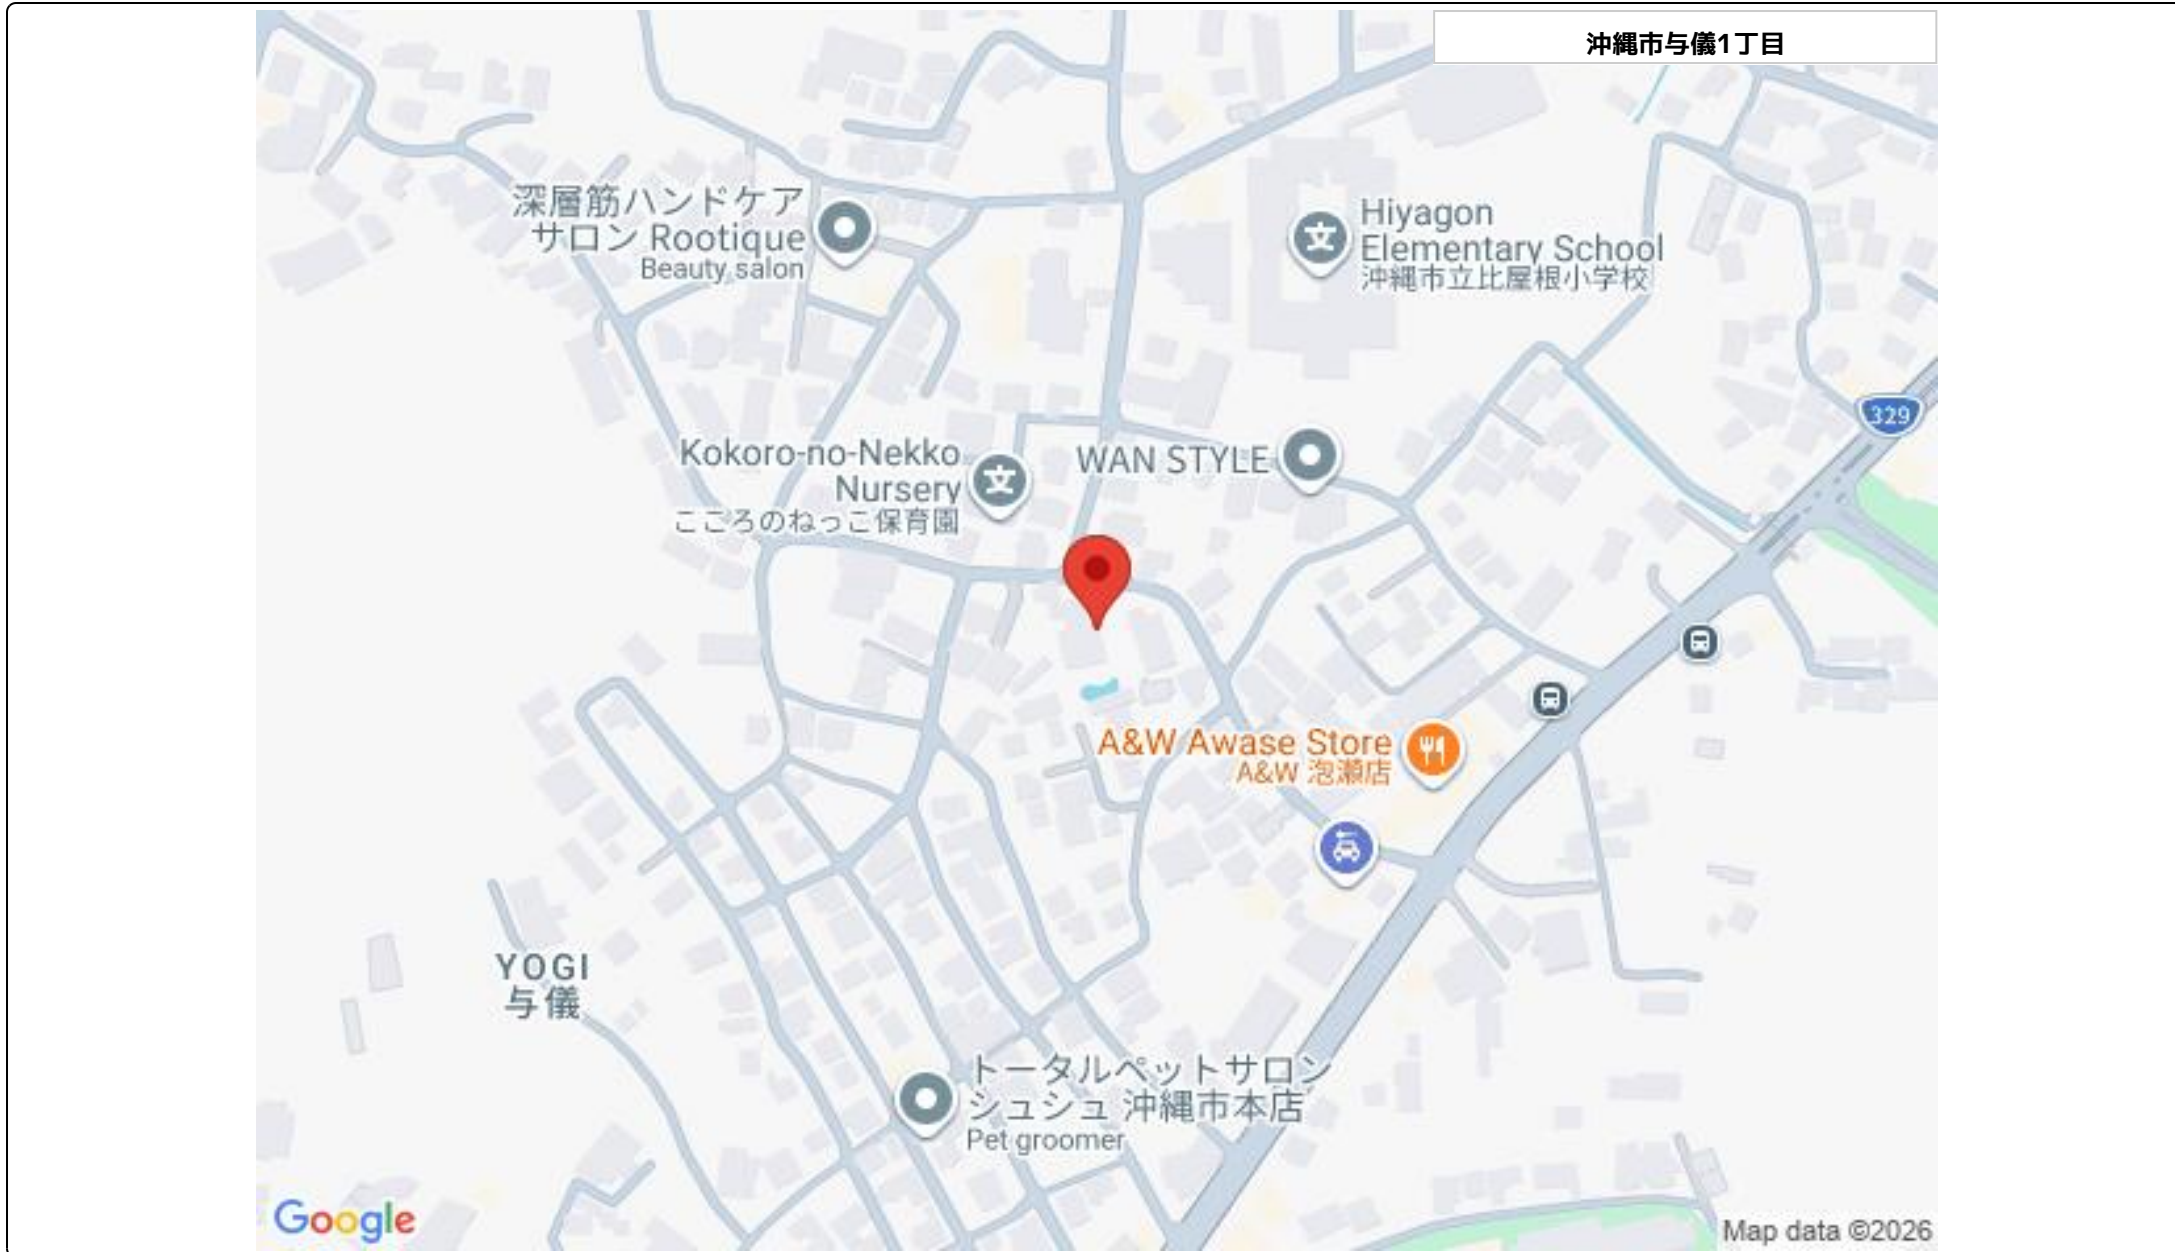 沖縄市与儀1丁目
深層筋ハンドケア
サロン Rootique
Beauty salon
Hiyagon
Elementary School
沖縄市立比屋根小学校
329
Kokoro-no-Nekko
Nursery
こころのねっこ保育園
WAN STYLE
A&W Awase Store
A&W 泡瀬店
YOGI
与儀
トータルペットサロン
シュシュ 沖縄市本店
Pet groomer
Google
Map data ©2026